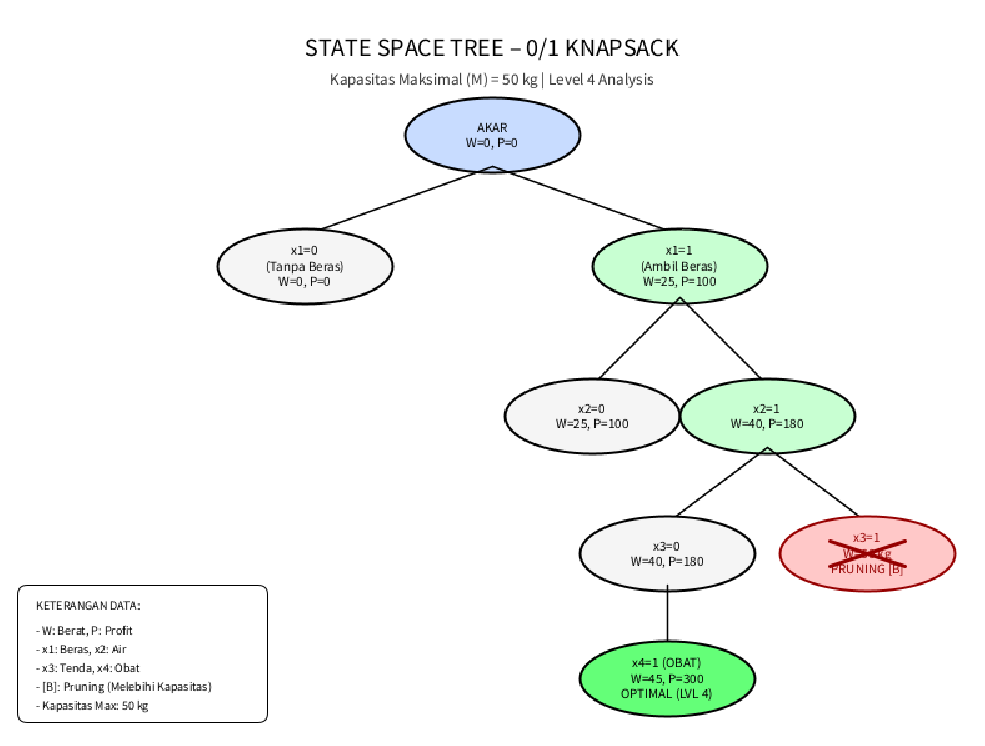 STATE SPACE TREE – 0/1 KNAPSACK
Kapasitas Maksimal (M) = 50 kg | Level 4 Analysis
AKAR
W=0, P=0
x1=0
(Tanpa Beras)
W=0, P=0
x1=1
(Ambil Beras)
W=25, P=100
x2=0
W=25, P=100
x2=1
W=40, P=180
x3=0
W=40, P=180
x3=1
kg
PRUNING [B]
x4=1 (OBAT)
W=45, P=300
OPTIMAL (LVL 4)
KETERANGAN DATA:
- W: Berat, P: Profit
- x1: Beras, x2: Air
- x3: Tenda, x4: Obat
- [B]: Pruning (Melebihi Kapasitas)
- Kapasitas Max: 50 kg